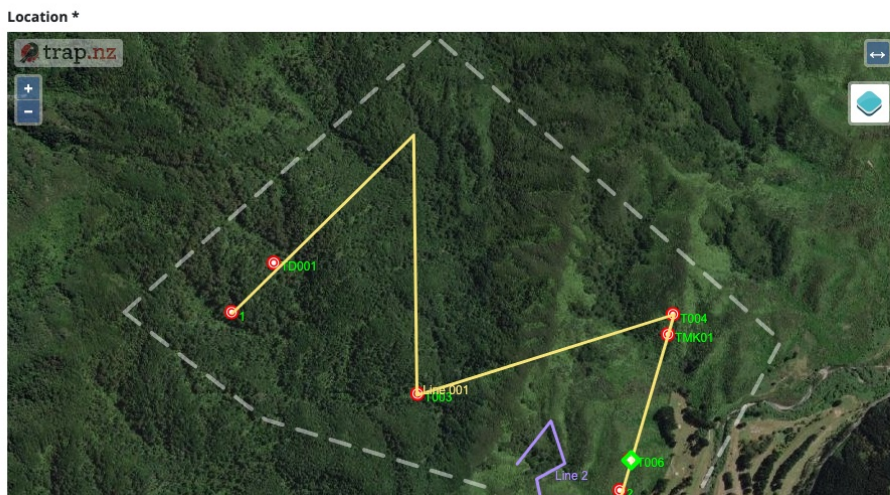 Location *
trap.nz
+
−
TD001
1
T004
TMK01
Line 001
T003
T006
Line 2
2